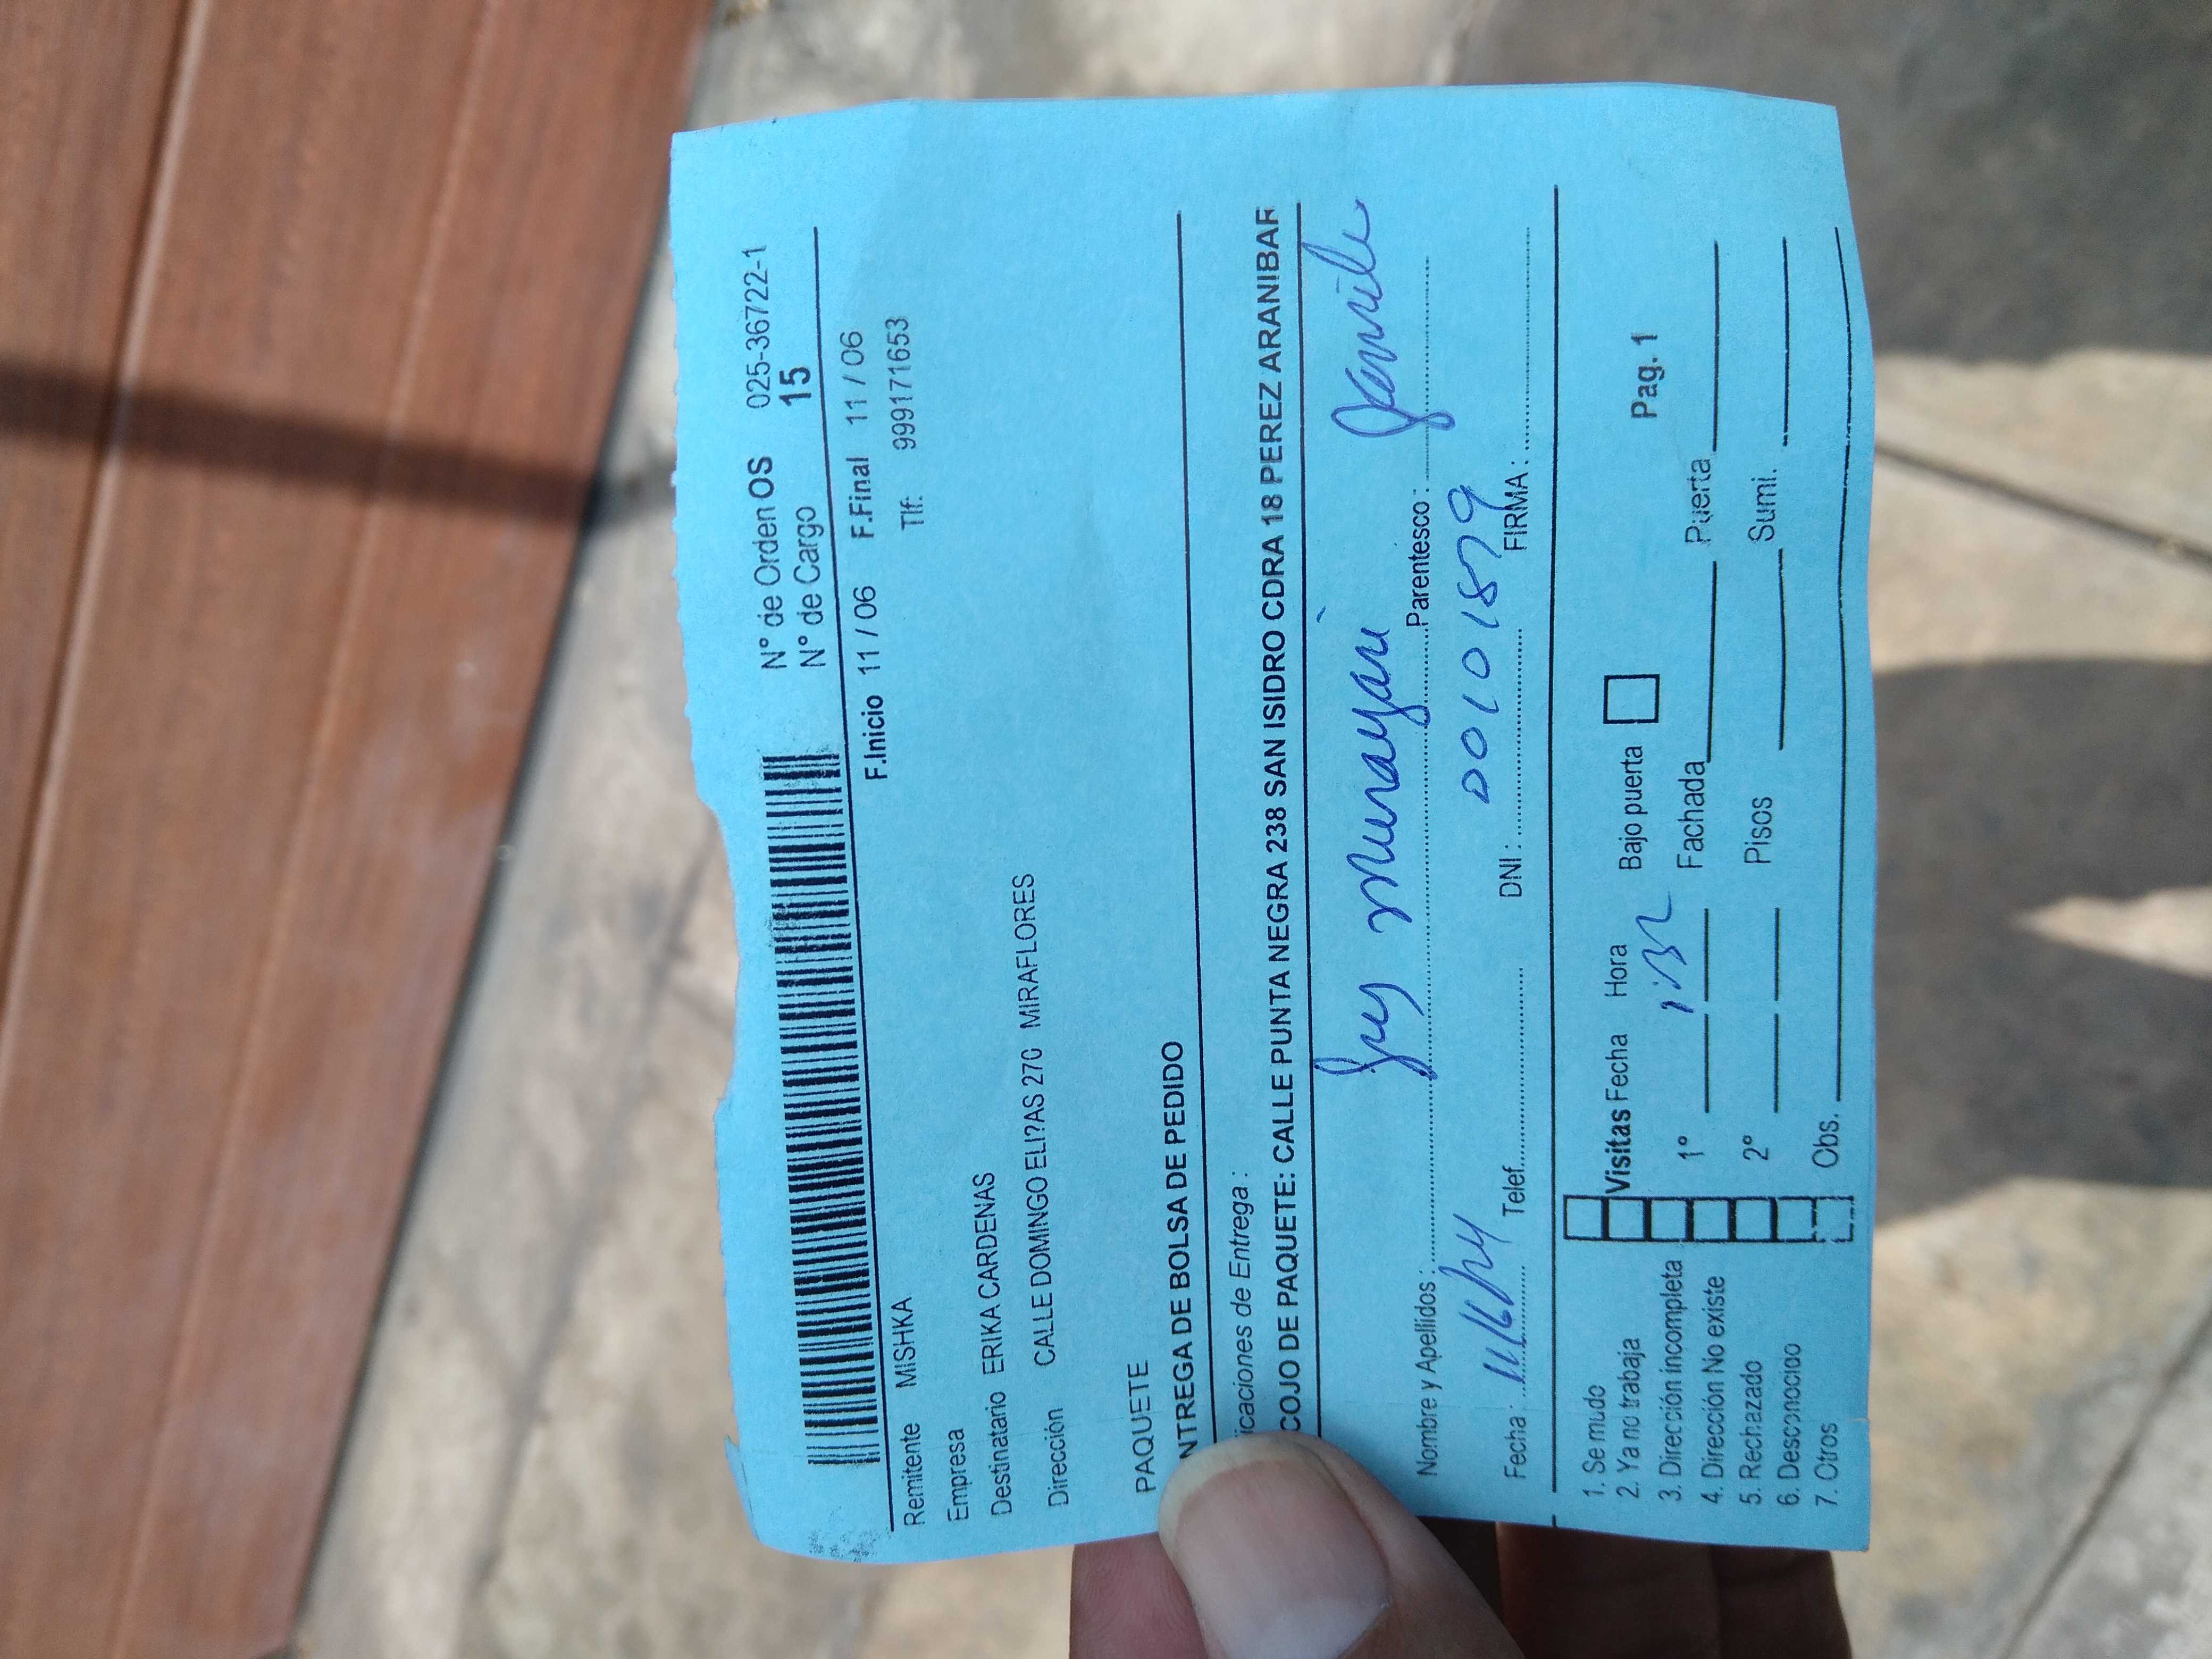 N° de Orden OS 025-36722-1
N° de Cargo 15
F.Inicio 11 / 06 F.Final 11 / 06
Remitente MISHKA
Tlf: 999171653
Empresa
Destinatario ERIKA CARDENAS
Dirección CALLE DOMINGO ELI?AS 270 MIRAFLORES
PAQUETE
NTREGA DE BOLSA DE PEDIDO
icaciones de Entrega :
COJO DE PAQUETE: CALLE PUNTA NEGRA 238 SAN ISIDRO CDRA 18 PEREZ ARANIBAR
Nombre y Apellidos : Murayari Parentesco :
Fecha : 11/6/24 Telef. DNI : 00101879 FIRMA :
1. Se mudo
2. Ya no trabaja
3. Dirección incompleta
4. Dirección No existe
5. Rechazado
6. Desconocido
7. Otros
Visitas Fecha Hora Bajo puerta Pag. 1
1° Fachada Puerta
2° Pisos Sumi.
Obs.